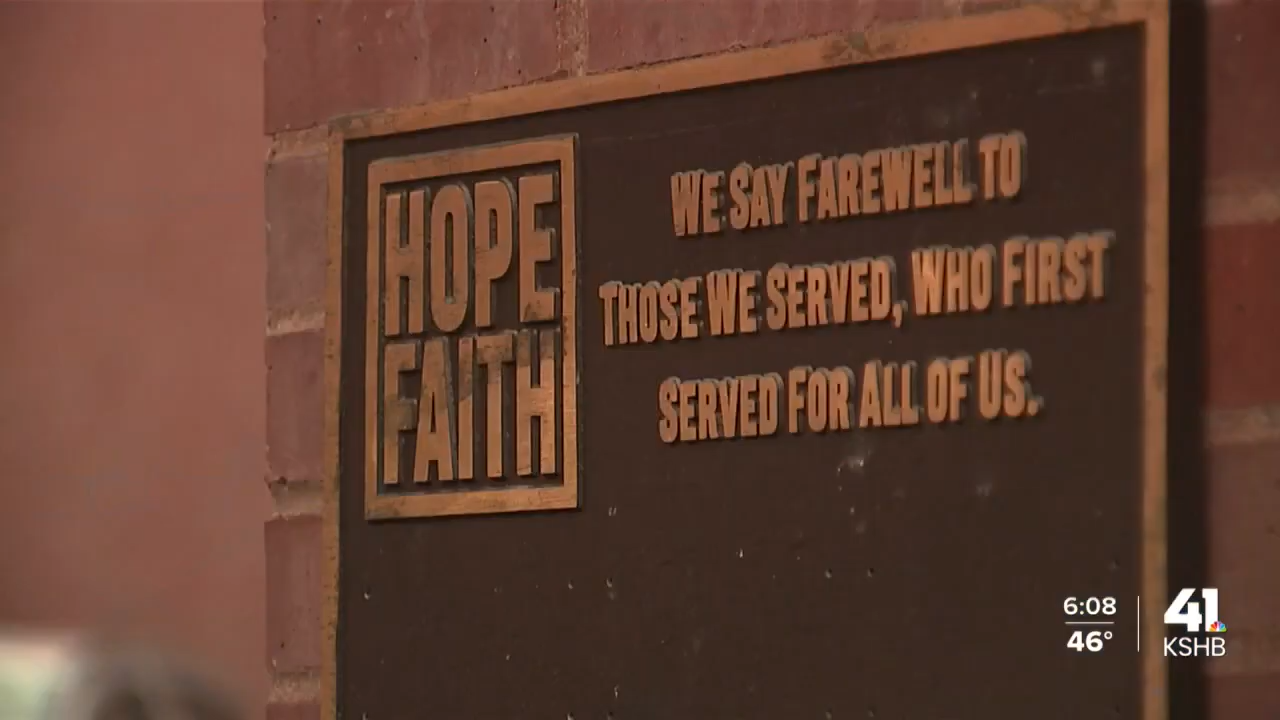 HOPE
FAITH
WE SAY FAREWELL TO
THOSE WE SERVED, WHO FIRST
SERVED FOR ALL OF US.
6:08
46°
41
KSHB